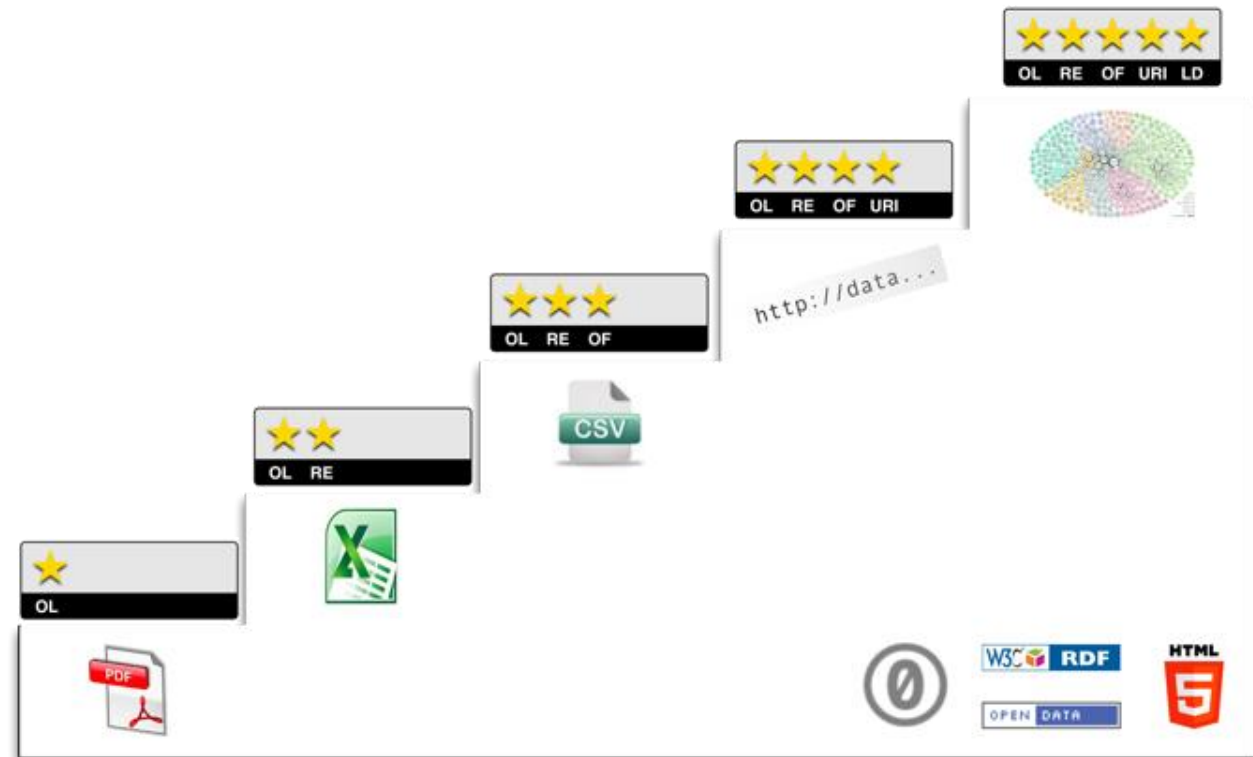 OL RE OF URI LD
OL RE OF URI
http://data...
OL RE OF
CSV
OL RE
X
OL
PDF
0
W3C RDF
HTML
5
OPEN DATA